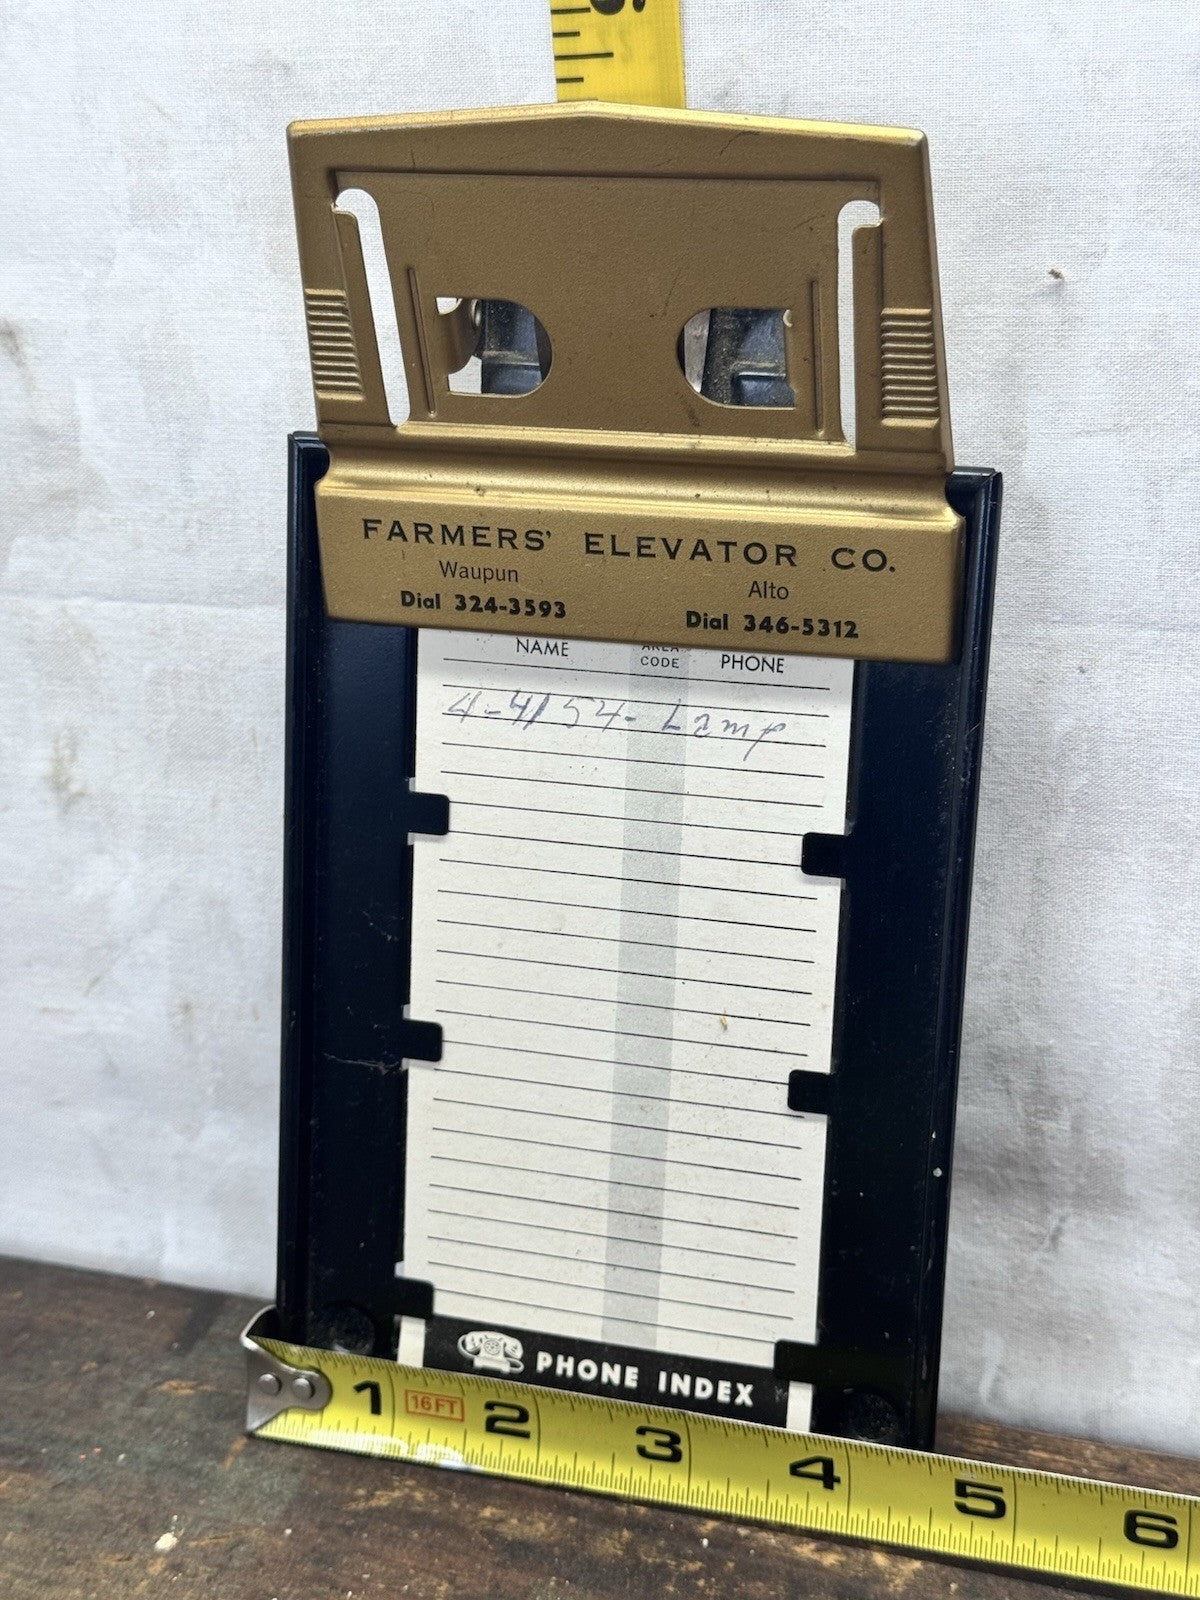 FARMERS' ELEVATOR CO.
Waupun Alto
Dial 324-3593 Dial 346-5312
NAME AREA CODE PHONE
4-4154- Lamp
PHONE INDEX
1 16FT 2 3 4 5 6